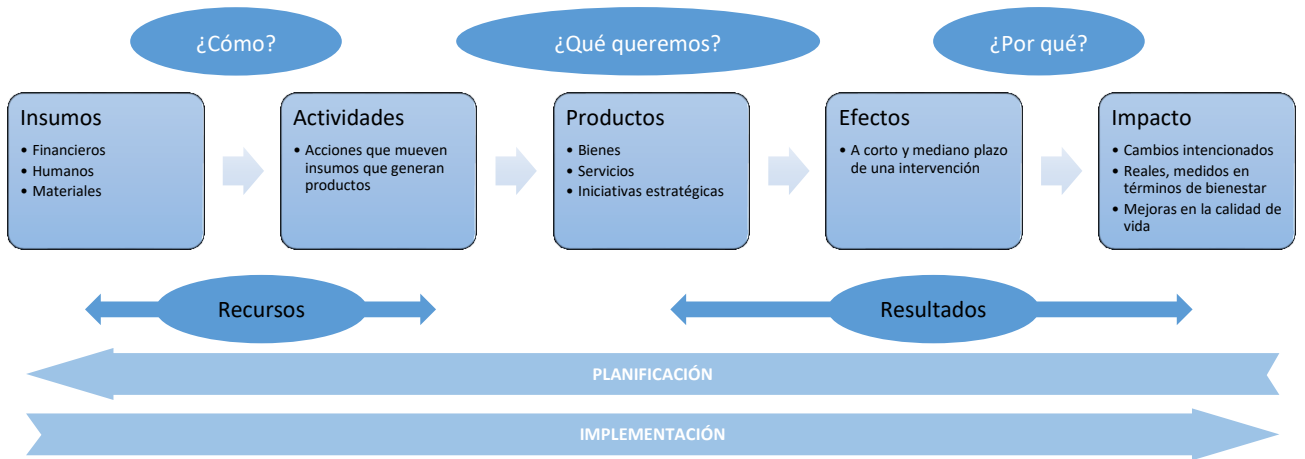 ¿Cómo?
¿Qué queremos?
¿Por qué?
Insumos
• Financieros
• Humanos
• Materiales
Actividades
• Acciones que mueven
insumos que generan
productos
Productos
• Bienes
• Servicios
• Iniciativas estratégicas
Efectos
• A corto y mediano plazo
de una intervención
Impacto
• Cambios intencionados
• Reales, medidos en
términos de bienestar
• Mejoras en la calidad de
vida
Recursos
Resultados
PLANIFICACIÓN
IMPLEMENTACIÓN